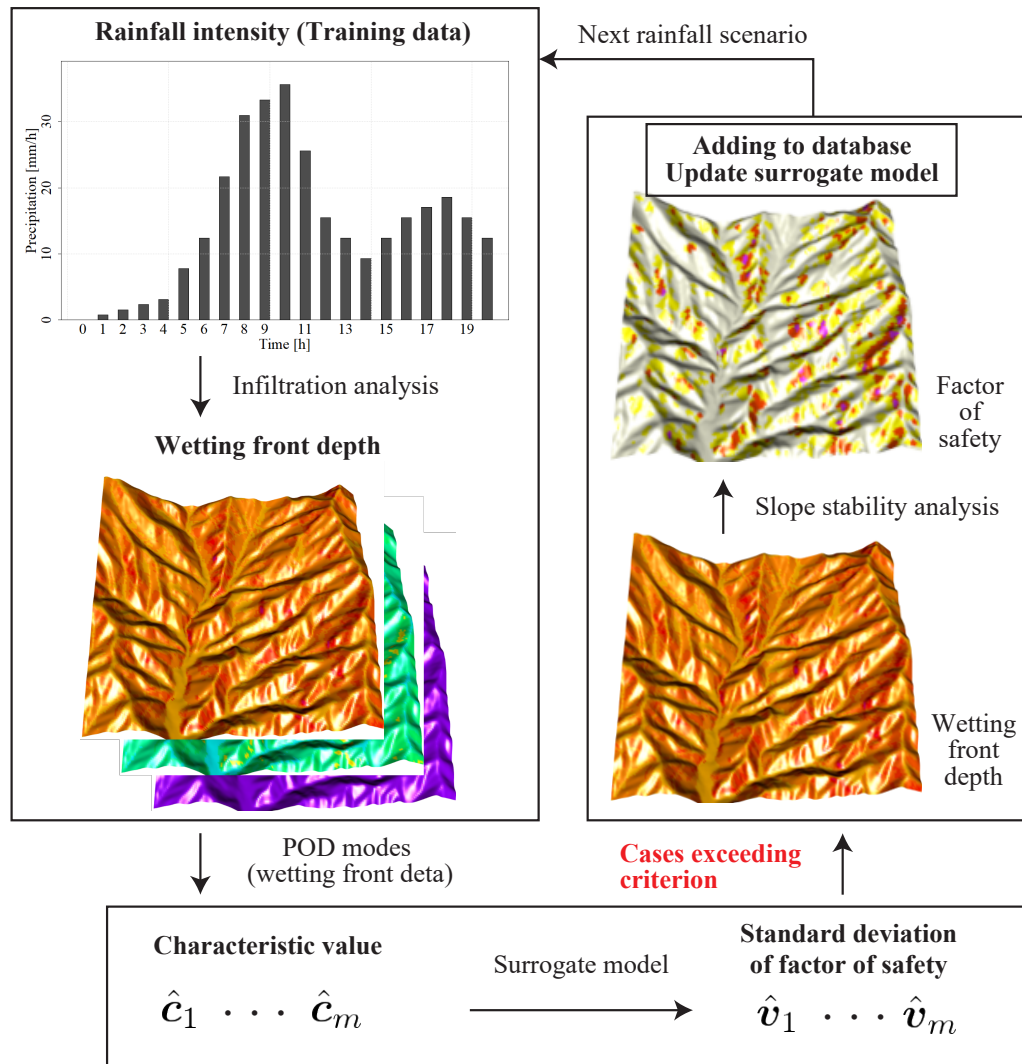 Rainfall intensity (Training data)
Precipitation [mm/h]
30
20
10
0
0 1 2 3 4 5 6 7 8 9 11 13 15 17 19
Time [h]
Infiltration analysis
Wetting front depth
POD modes
(wetting front deta)
Characteristic value
ĉ₁ · · · ĉₘ
Surrogate model
Standard deviation
of factor of safety
v̂₁ · · · v̂ₘ
Cases exceeding
criterion
Wetting
front
depth
Slope stability analysis
Factor
of
safety
Adding to database
Update surrogate model
Next rainfall scenario